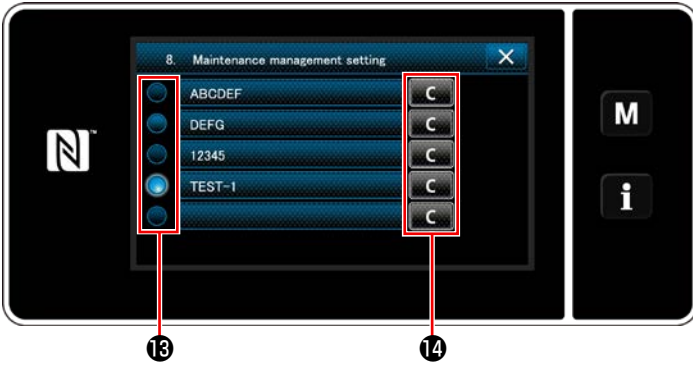 8. Maintenance management setting
ABCDEF C
DEFG C
12345 C
TEST-1 C
C
M
i
N
⓭ ⓮